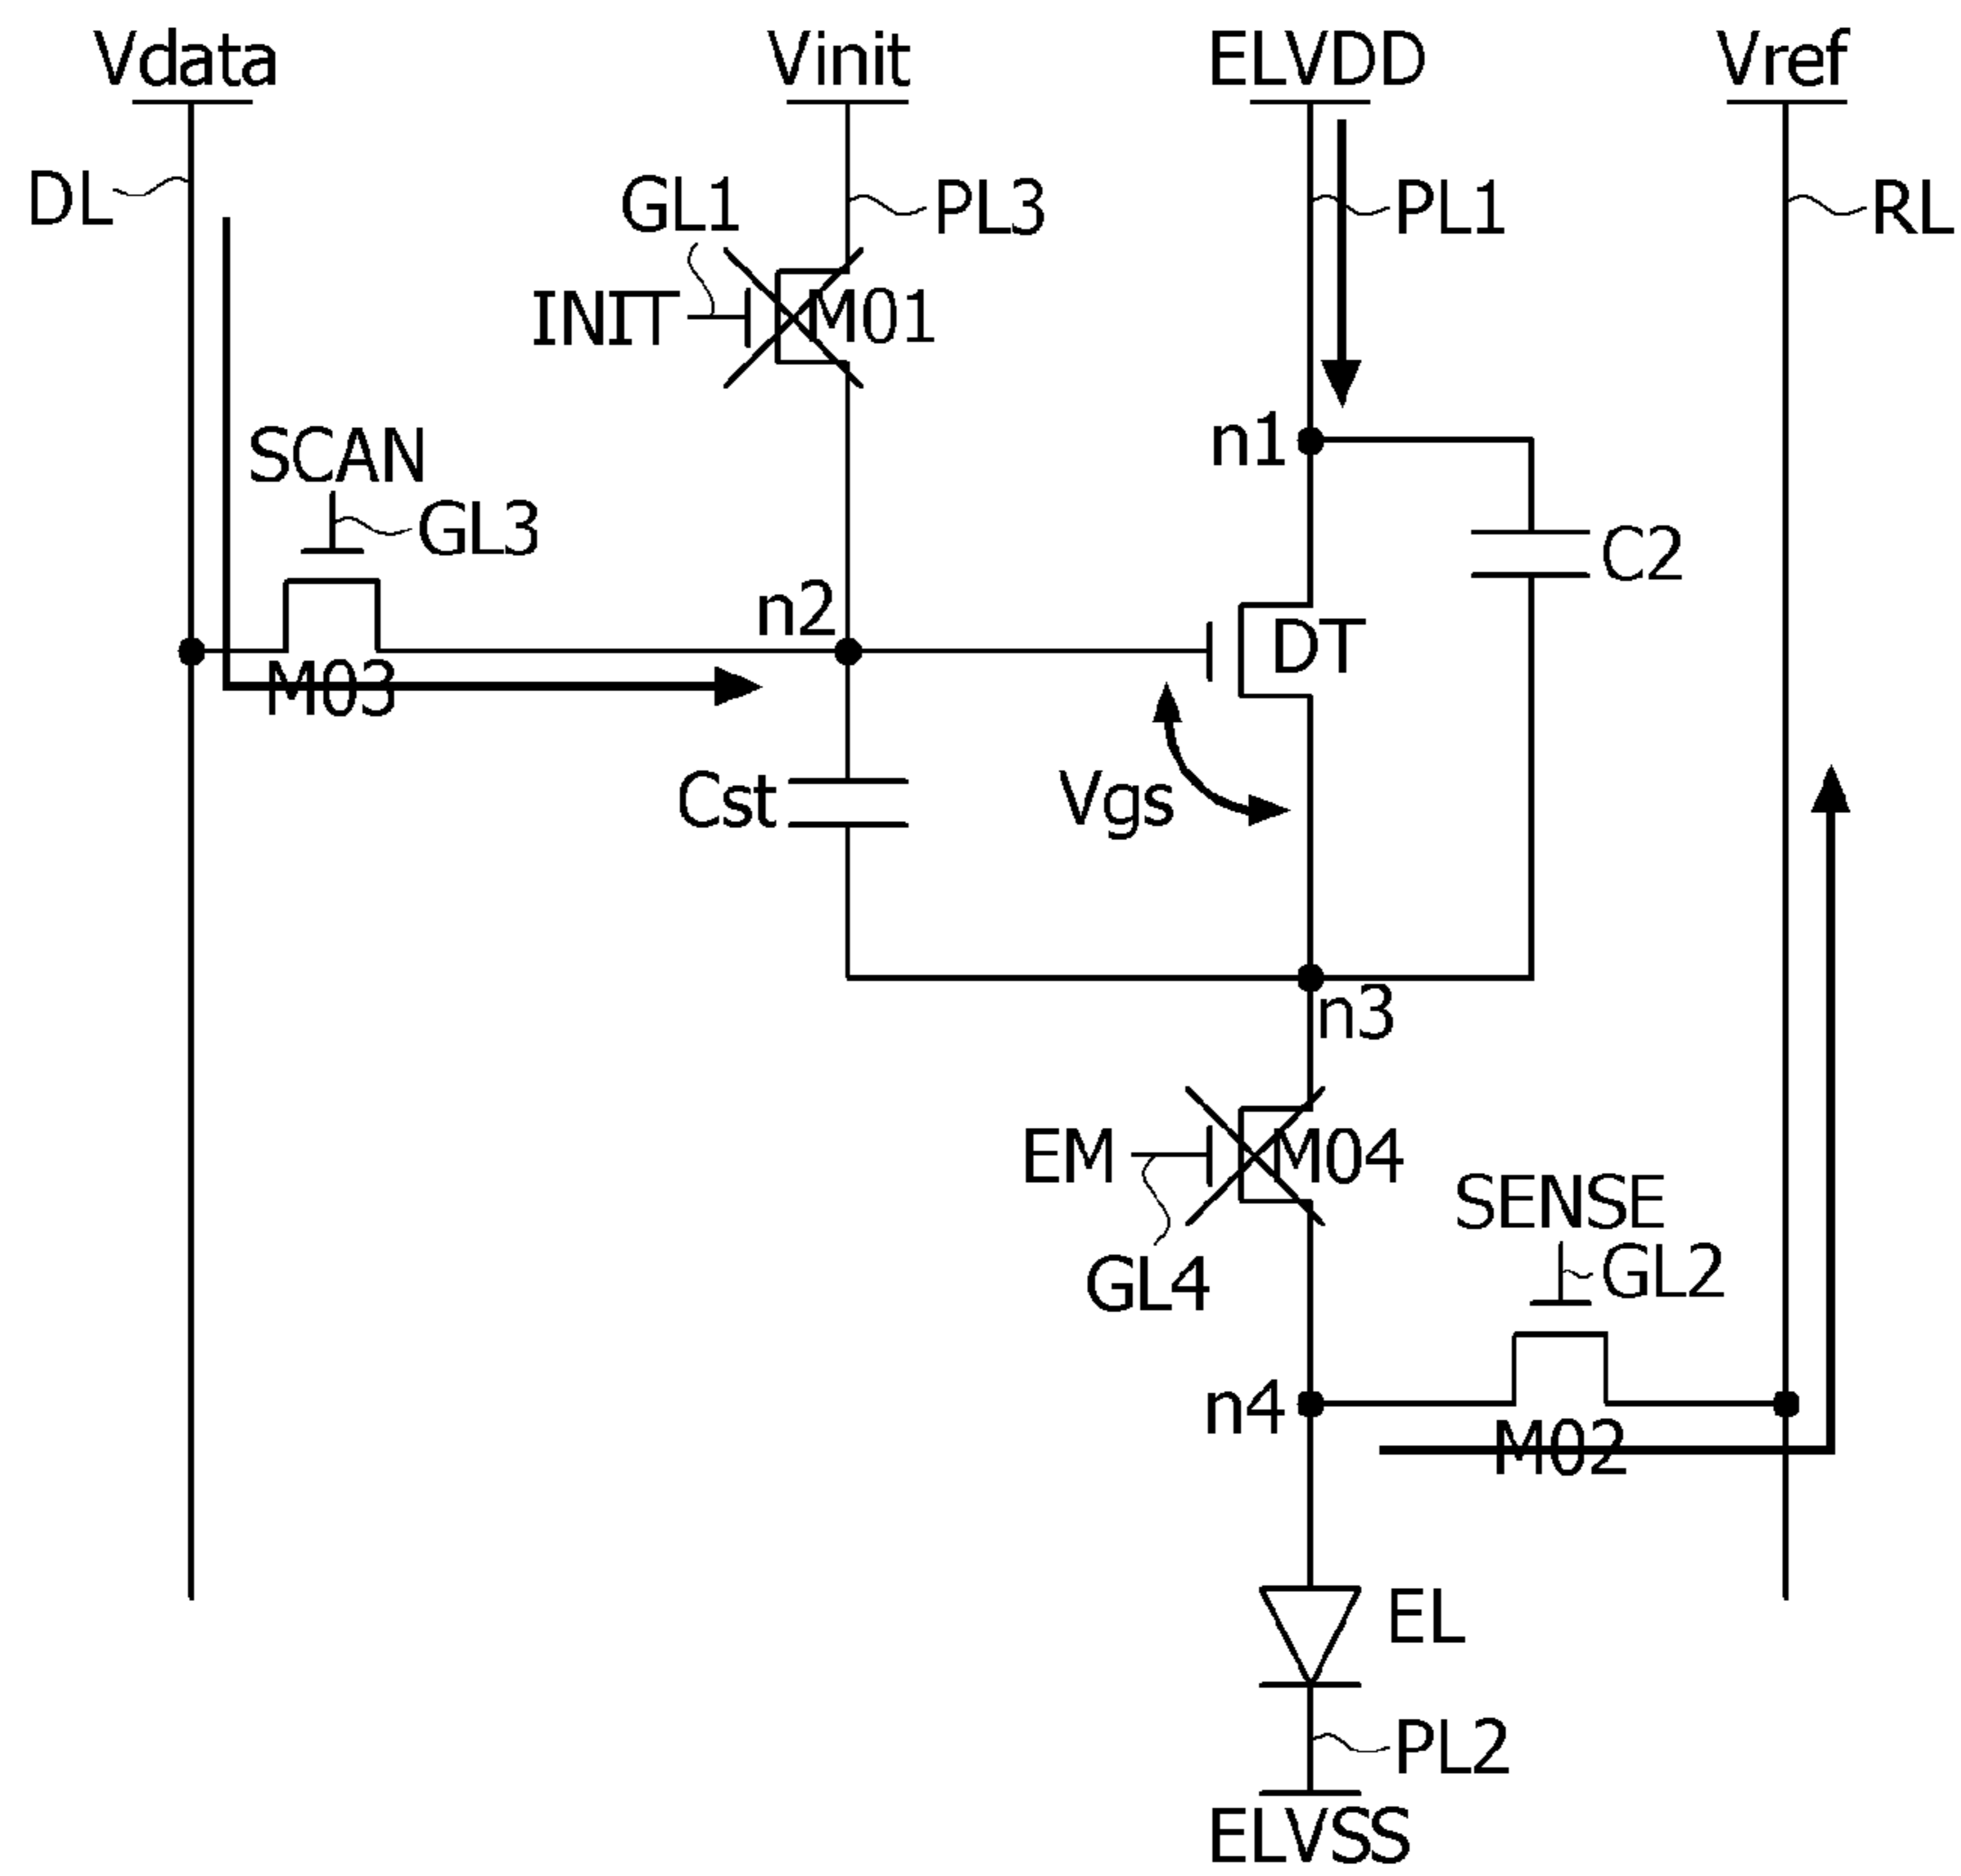 Vdata Vinit ELVDD Vref
DL GL1 PL3 PL1 RL
INIT M01
SCAN n1
GL3 C2
n2 DT
M03
Cst Vgs
n3
EM M04
SENSE
GL4 GL2
n4
M02
EL
PL2
ELVSS